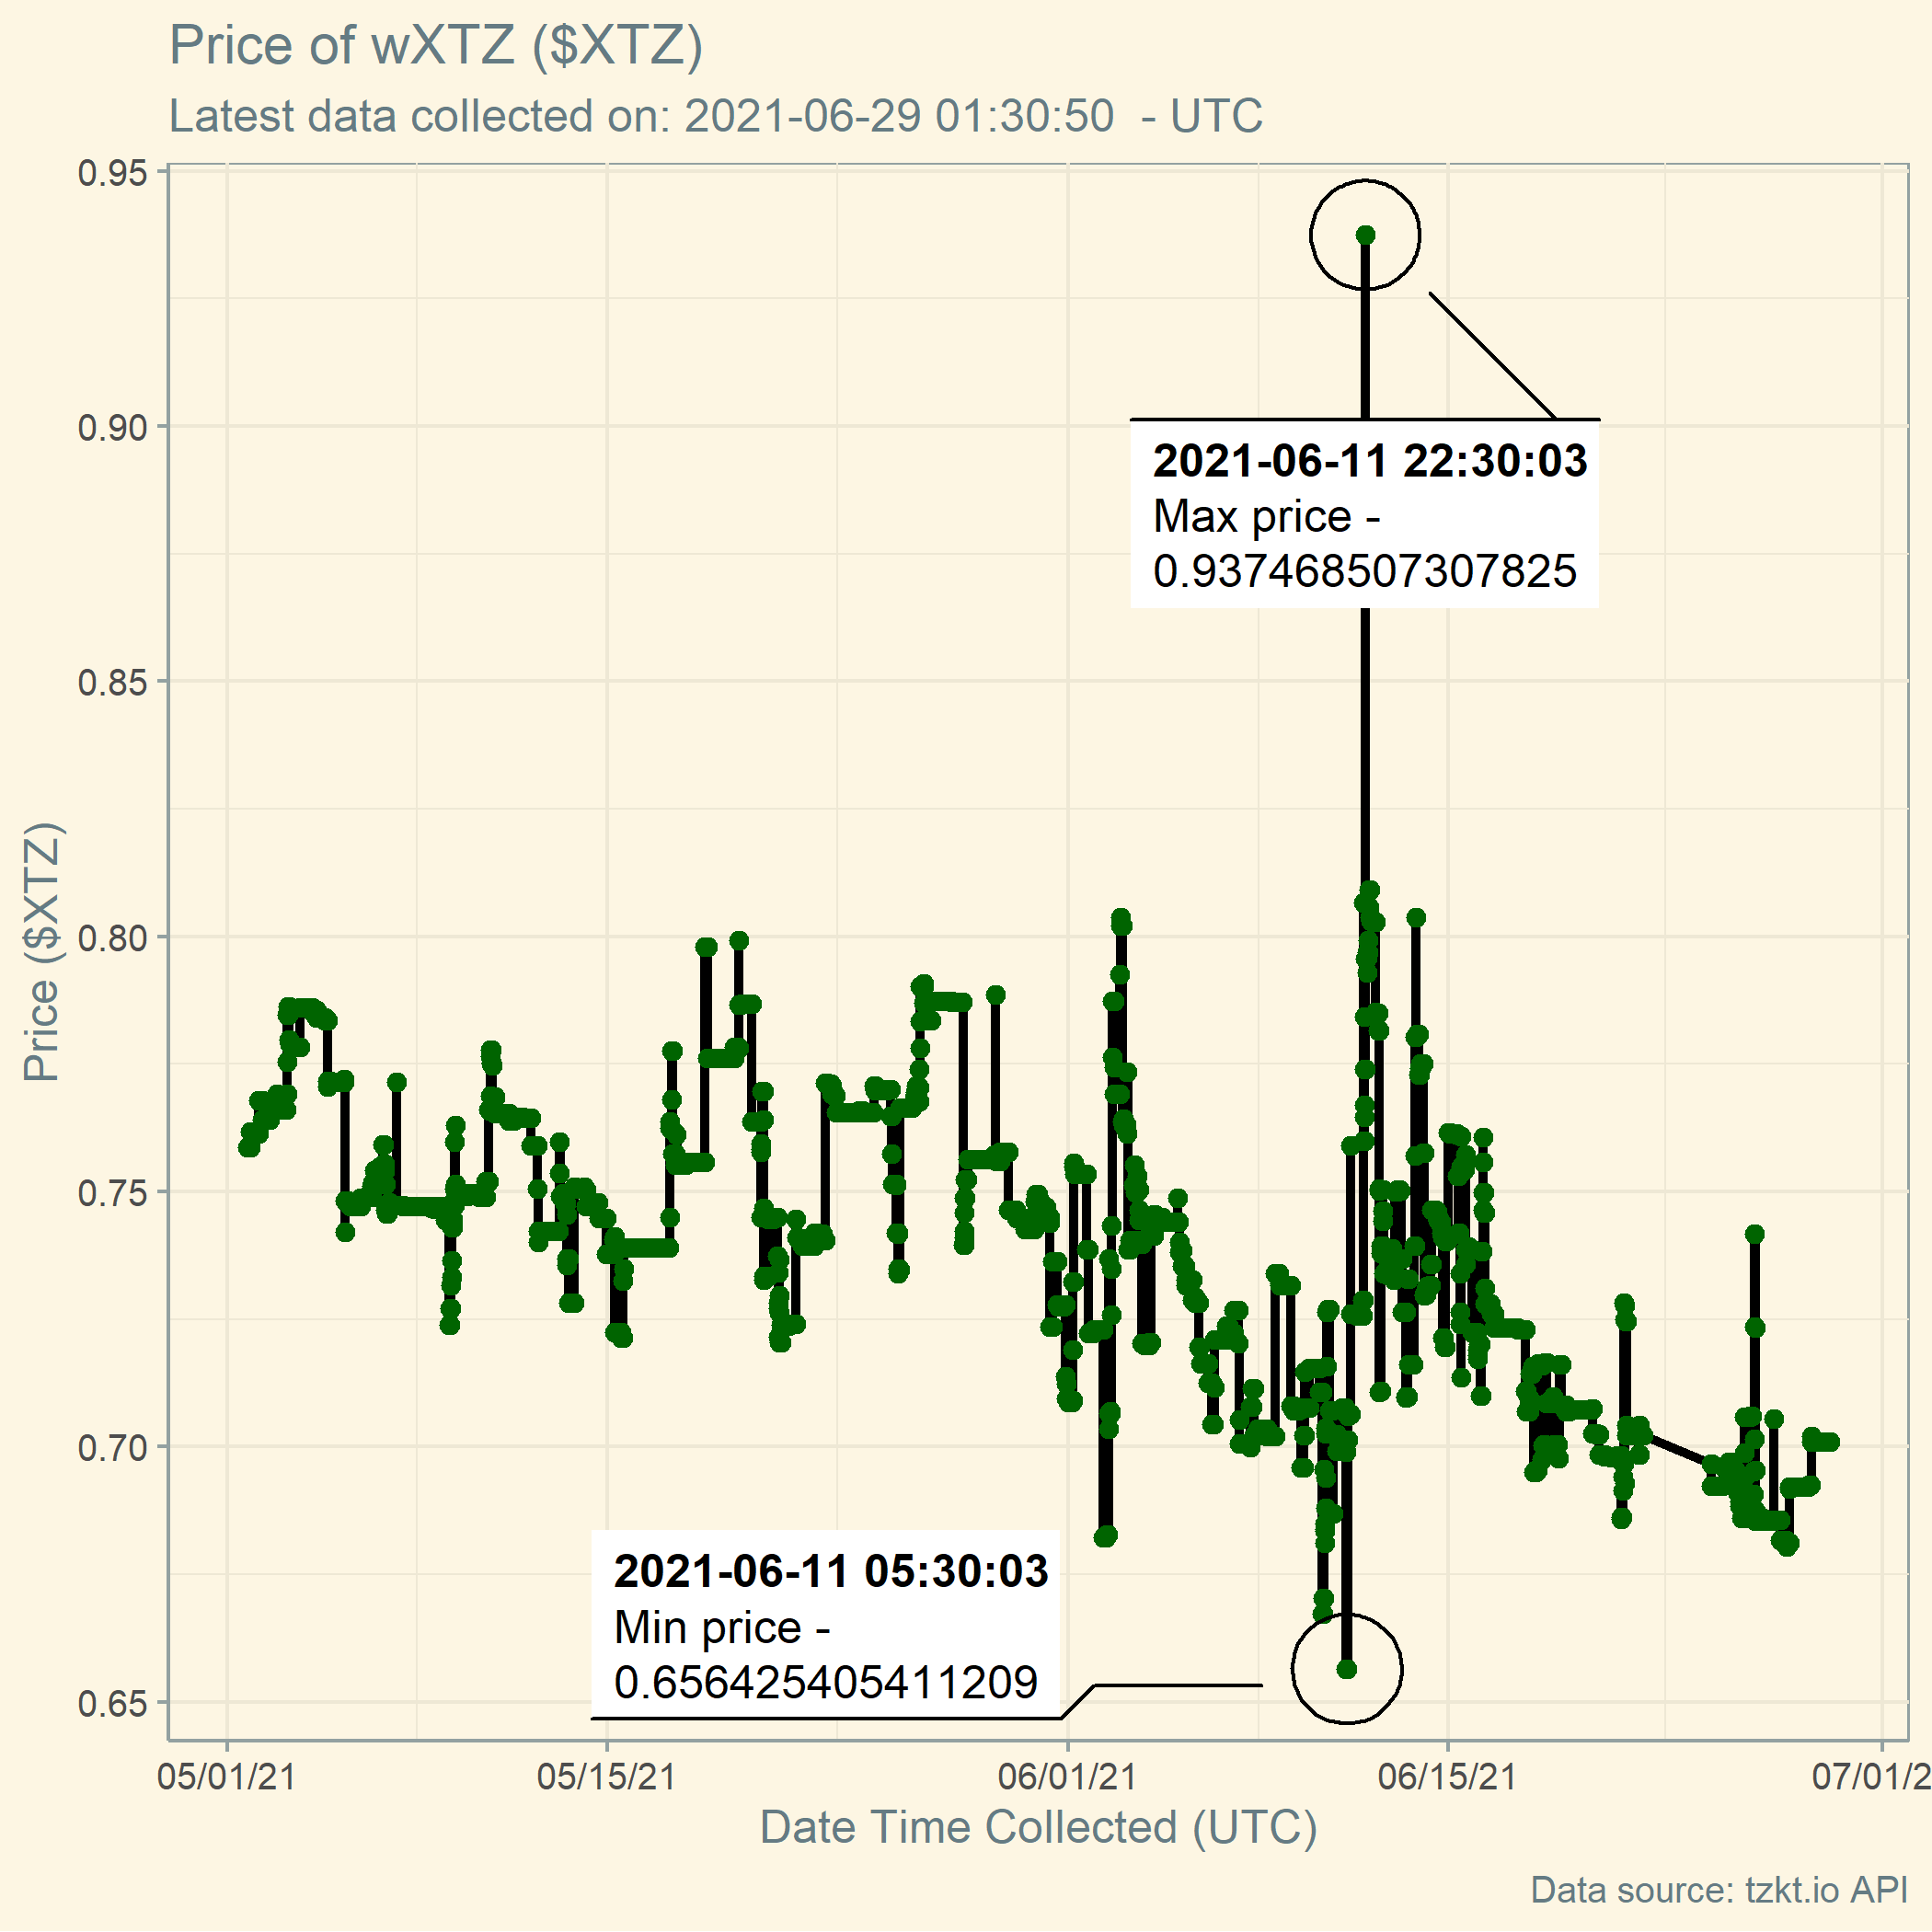 Price of wXTZ ($XTZ)
Latest data collected on: 2021-06-29 01:30:50  - UTC
0.95
0.90
0.85
0.80
0.75
0.70
0.65
Price ($XTZ)
2021-06-11 22:30:03
Max price -
0.937468507307825
2021-06-11 05:30:03
Min price -
0.656425405411209
05/01/21 05/15/21 06/01/21 06/15/21 07/01/2
Date Time Collected (UTC)
Data source: tzkt.io API